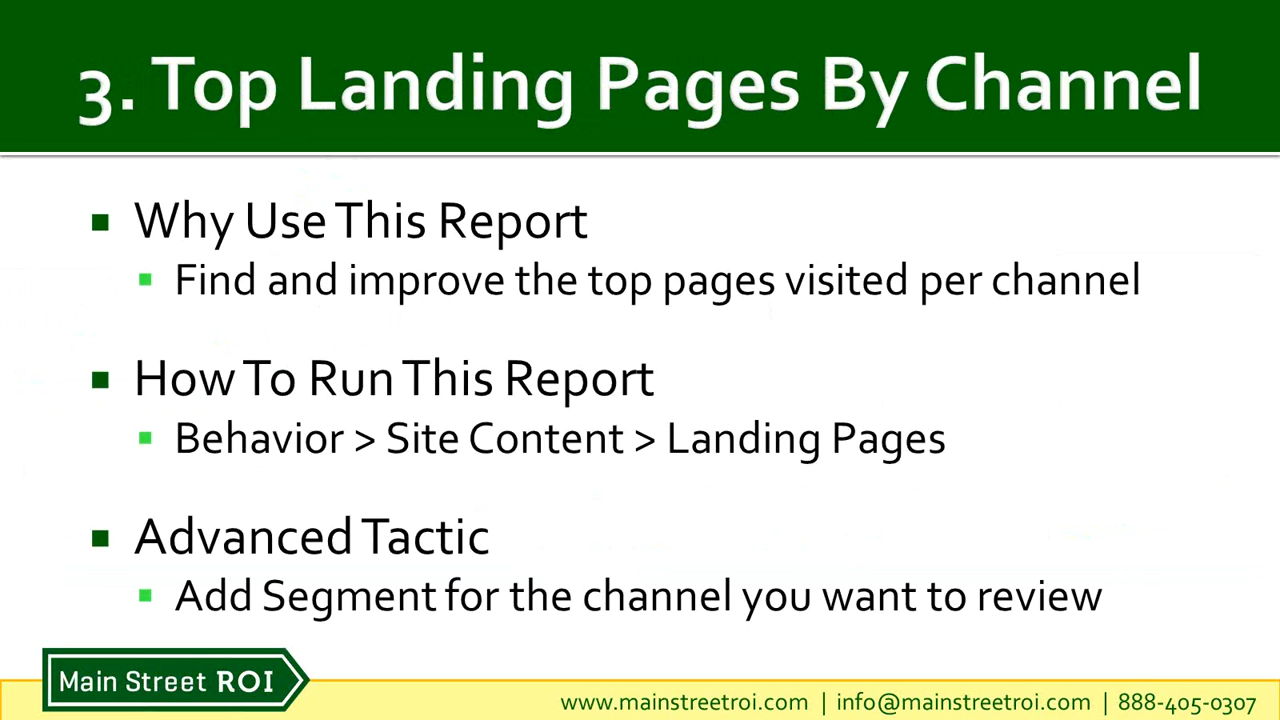 3. Top Landing Pages By Channel
Why Use This Report
Find and improve the top pages visited per channel
How To Run This Report
Behavior > Site Content > Landing Pages
Advanced Tactic
Add Segment for the channel you want to review
Main Street ROI
www.mainstreetroi.com | info@mainstreetroi.com | 888-405-0307